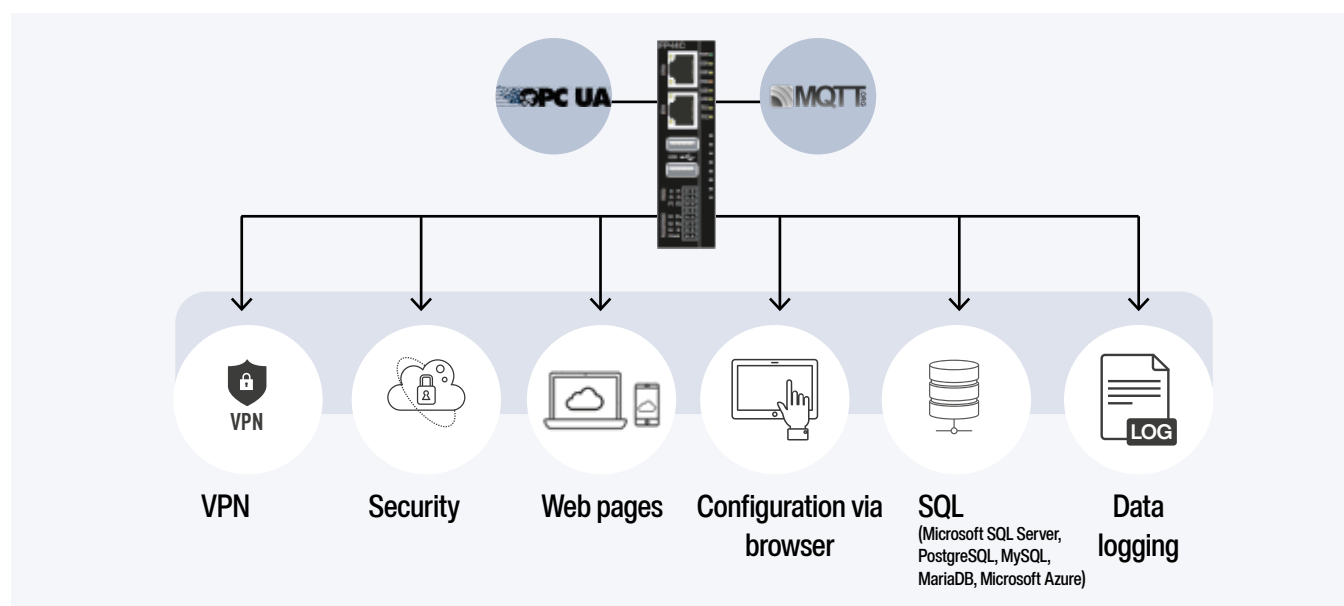 OPC UA
MQTT
ORG
VPN
LOG
VPN
Security
Web pages
Configuration via
browser
SQL
(Microsoft SQL Server,
PostgreSQL, MySQL,
MariaDB, Microsoft Azure)
Data
logging